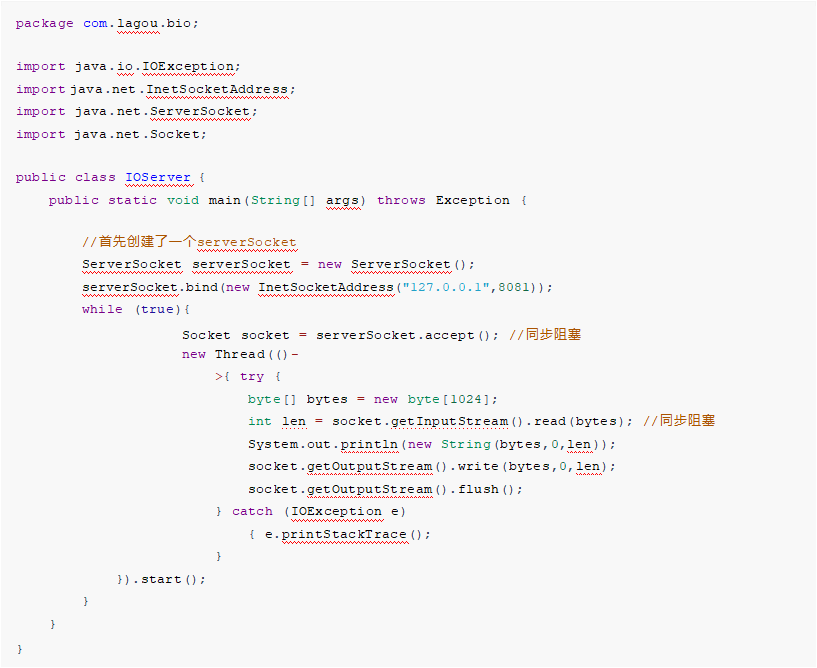 package com.lagou.bio;

import java.io.IOException;
import java.net.InetSocketAddress;
import java.net.ServerSocket;
import java.net.Socket;

public class IOServer {
    public static void main(String[] args) throws Exception {

        //首先创建了一个serverSocket
        ServerSocket serverSocket = new ServerSocket();
        serverSocket.bind(new InetSocketAddress("127.0.0.1",8081));
        while (true){
                    Socket socket = serverSocket.accept(); //同步阻塞
                    new Thread(()-
                        >{ try {
                            byte[] bytes = new byte[1024];
                            int len = socket.getInputStream().read(bytes); //同步阻塞
                            System.out.println(new String(bytes,0,len));
                            socket.getOutputStream().write(bytes,0,len);
                            socket.getOutputStream().flush();
                        } catch (IOException e)
                            { e.printStackTrace();
                        }
            }).start();
        }
    }
}